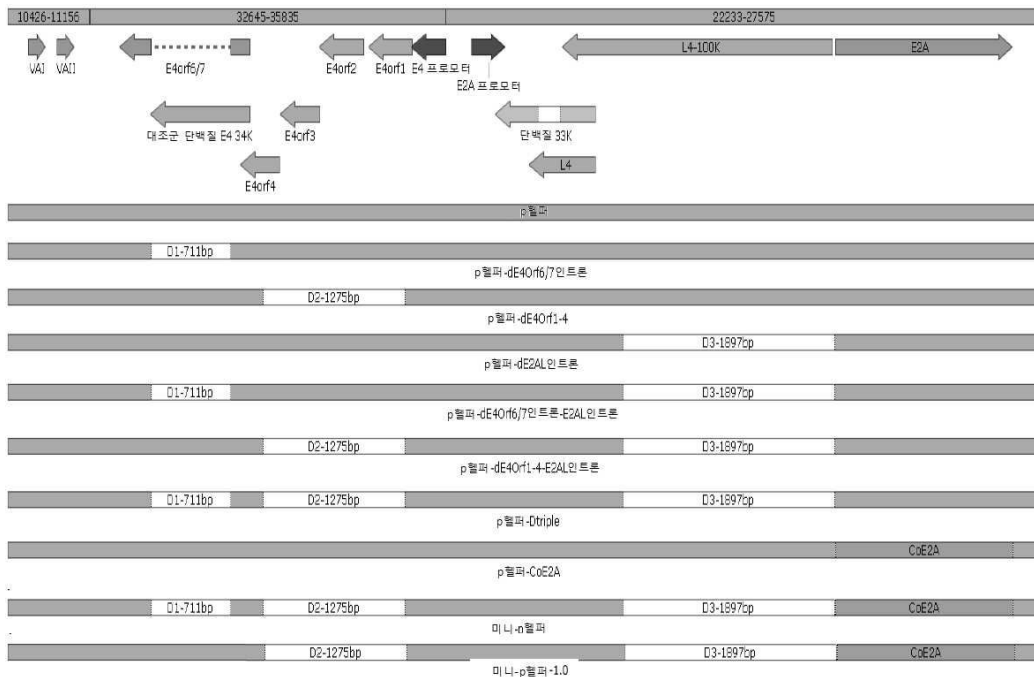 10426-11156 32645-35835 22233-27575
VAI VAII E4orf6/7 E4orf2 E4orf1 E4 프로모터 E2A 프로모터 L4-100K E2A
대조군 단백질 E4 34K E4orf3 단백질 33K
E4orf4 L4
p헬퍼
D1-711bp
p헬퍼-dE4Orf6/7인트론
D2-1275bp
p헬퍼-dE4Orf1-4
D3-1897bp
p헬퍼-dE2AL인트론
D1-711bp D3-1897bp
p헬퍼-dE4Orf6/7인트론-E2AL인트론
D2-1275bp D3-1897bp
p헬퍼-dE4Orf1-4-E2AL인트론
D1-711bp D2-1275bp D3-1897bp
p헬퍼-Dtriple
CoE2A
p헬퍼-CoE2A
D1-711bp D2-1275bp D3-1897bp CoE2A
미니-p헬퍼
D2-1275bp D3-1897bp CoE2A
미니-p헬퍼-1.0